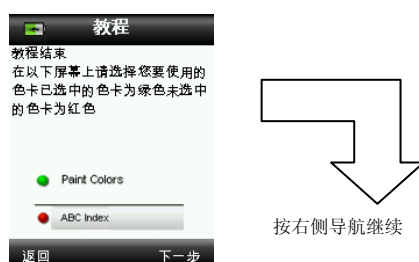 教程
教程结束
在以下屏幕上请选择您要使用的
色卡已选中的色卡为绿色未选中
的色卡为红色
Paint Colors
ABC Index
返回 下一步
按右侧导航继续